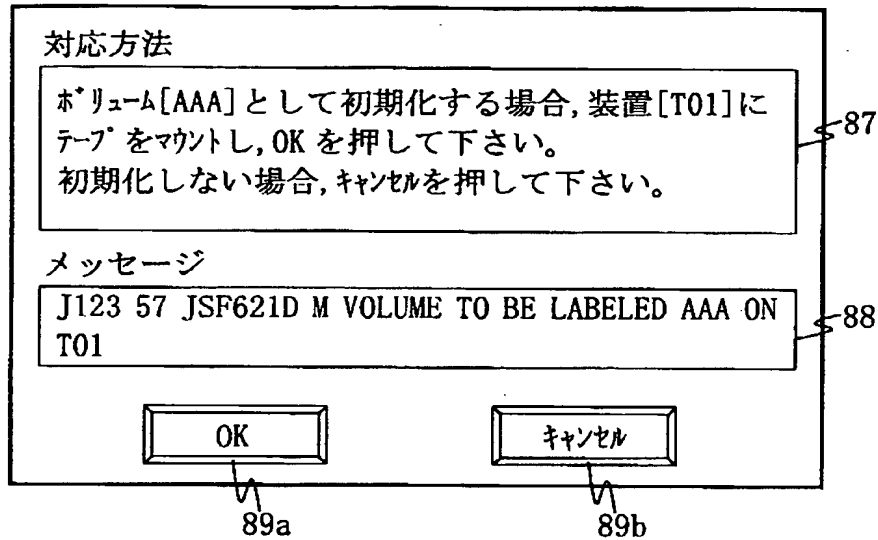 対応方法
ﾎﾞﾘｭｰﾑ[AAA]として初期化する場合,装置[T01]に
ﾃｰﾌﾟをﾏｳﾝﾄし,OKを押して下さい。
初期化しない場合,ｷｬﾝｾﾙを押して下さい。
87
メッセージ
J123 57 JSF621D M VOLUME TO BE LABELED AAA ON
T01
88
OK
ｷｬﾝｾﾙ
89a
89b